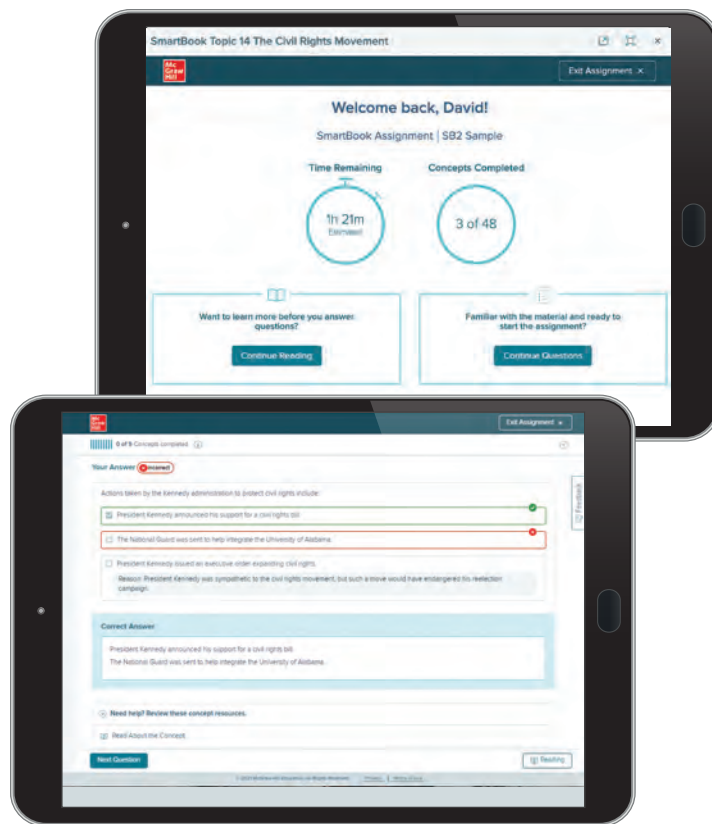 SmartBook Topic 14 The Civil Rights Movement
Mc
Graw
Hill
Exit Assignment ×
Welcome back, David!
SmartBook Assignment | SB2 Sample
Time Remaining
Concepts Completed
1h 21m
Estimated
3 of 48
Want to learn more before you answer
questions?
Familiar with the material and ready to
start the assignment?
Continue Reading
Continue Questions
Mc
Graw
Hill
Exit Assignment ×
0 of 9 Concepts completed
Your Answer incorrect
Feedback
Actions taken by the Kennedy administration to protect civil rights include:
President Kennedy announced his support for a civil rights bill.
The National Guard was sent to help integrate the University of Alabama.
President Kennedy issued an executive order expanding civil rights.
Reason: President Kennedy was sympathetic to the civil rights movement, but such a move would have endangered his reelection
campaign.
Correct Answer
President Kennedy announced his support for a civil rights bill.
The National Guard was sent to help integrate the University of Alabama.
Need help? Review these concept resources.
Read About the Concept
Next Question
Reading